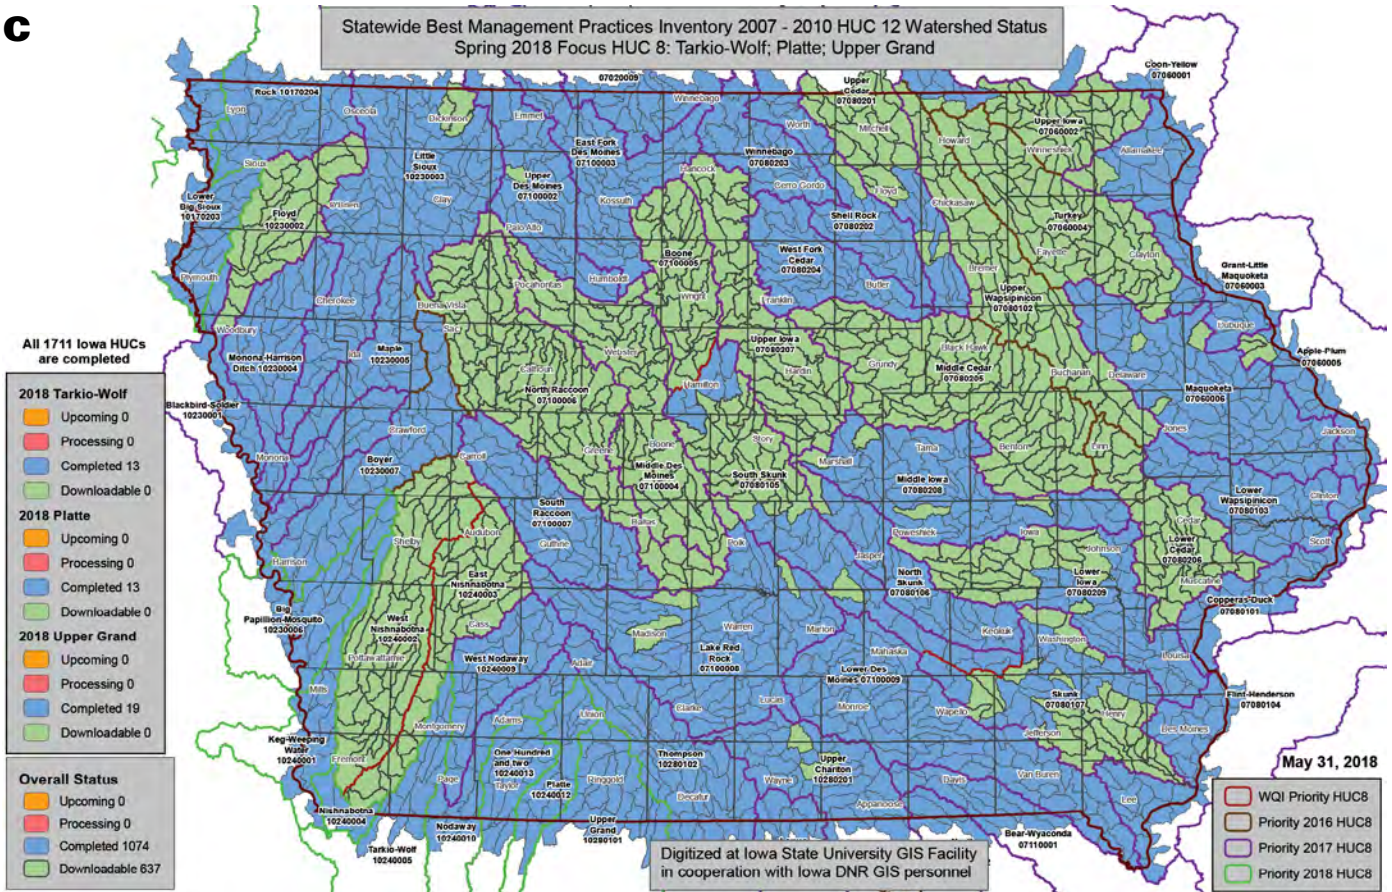 c
Statewide Best Management Practices Inventory 2007 - 2010 HUC 12 Watershed Status
Spring 2018 Focus HUC 8: Tarkio-Wolf; Platte; Upper Grand
07020009
Coon-Yellow
07060001
Upper
Cedar
07080201
Rock 10170204
Lyon
Osceola
Dickinson
Emmet
Winnebago
Worth
Mitchell
Howard
Upper Iowa
07060002
Winneshiek
Allamakee
East Fork
Des Moines
07100003
Winnebago
07080203
Little
Sioux
10230003
Sioux
Hancock
Upper
Des Moines
07100002
Cerro Gordo
Floyd
Chickasaw
Lower
Big Sioux
10170203
Floyd
10230002
O'Brien
Clay
Palo Alto
Kossuth
Shell Rock
07080202
Turkey
07060004
Fayette
Clayton
Boone
07100005
West Fork
Cedar
07080204
Bremer
Grant-Little
Maquoketa
07060003
Plymouth
Cherokee
Buena Vista
Pocahontas
Humboldt
Wright
Franklin
Butler
Upper
Wapsipinicon
07080102
Woodbury
Sac
Dubuque
All 1711 Iowa HUCs
are completed
Monona-Harrison
Ditch 10230004
Ida
Maple
10230005
Calhoun
Webster
Hamilton
Upper Iowa
07080207
Hardin
Grundy
Black Hawk
Middle Cedar
07080205
Buchanan
Delaware
Apple-Plum
07060005
Maquoketa
07060006
2018 Tarkio-Wolf
Upcoming 0
Processing 0
Completed 13
Downloadable 0
2018 Platte
Upcoming 0
Processing 0
Completed 13
Downloadable 0
2018 Upper Grand
Upcoming 0
Processing 0
Completed 19
Downloadable 0
Overall Status
Upcoming 0
Processing 0
Completed 1074
Downloadable 637
Blackbird-Soldier
10230001
North Raccoon
07100006
Crawford
Monona
Boyer
10230007
Carroll
Greene
Boone
Middle Des
Moines
07100004
Story
South Skunk
07080105
Marshall
Tama
Middle Iowa
07080208
Benton
Linn
Jones
Jackson
Lower
Wapsipinicon
07080103
Clinton
South
Raccoon
07100007
Harrison
Shelby
Audubon
Guthrie
Dallas
Polk
Jasper
Poweshiek
Iowa
Johnson
Cedar
Lower
Cedar
07080206
Scott
Muscatine
East
Nishnabotna
10240003
North
Skunk
07080106
Lower
Iowa
07080209
Copperas-Duck
07080101
Big
Papillion-Mosquito
10230006
West
Nishnabotna
10240002
Cass
Madison
Warren
Marion
Mahaska
Keokuk
Washington
Louisa
Pottawattamie
West Nodaway
10240009
Adair
Lake Red
Rock
07100008
Lower Des
Moines 07100009
Mills
Montgomery
Adams
Union
Clarke
Lucas
Monroe
Wapello
Skunk
07080107
Jefferson
Henry
Des Moines
Flint-Henderson
07080104
Keg-Weeping
Water
10240001
Fremont
Page
One Hundred
and two
10240013
Taylor
Platte
10240012
Ringgold
Thompson
10280102
Decatur
Wayne
Upper
Chariton
10280201
Appanoose
Davis
Van Buren
Lee
Nishnabotna
10240004
Tarkio-Wolf
10240005
Nodaway
10240010
Upper
Grand
10280101
Bear-Wyaconda
07110001
Digitized at Iowa State University GIS Facility
in cooperation with Iowa DNR GIS personnel
May 31, 2018
WQI Priority HUC8
Priority 2016 HUC8
Priority 2017 HUC8
Priority 2018 HUC8